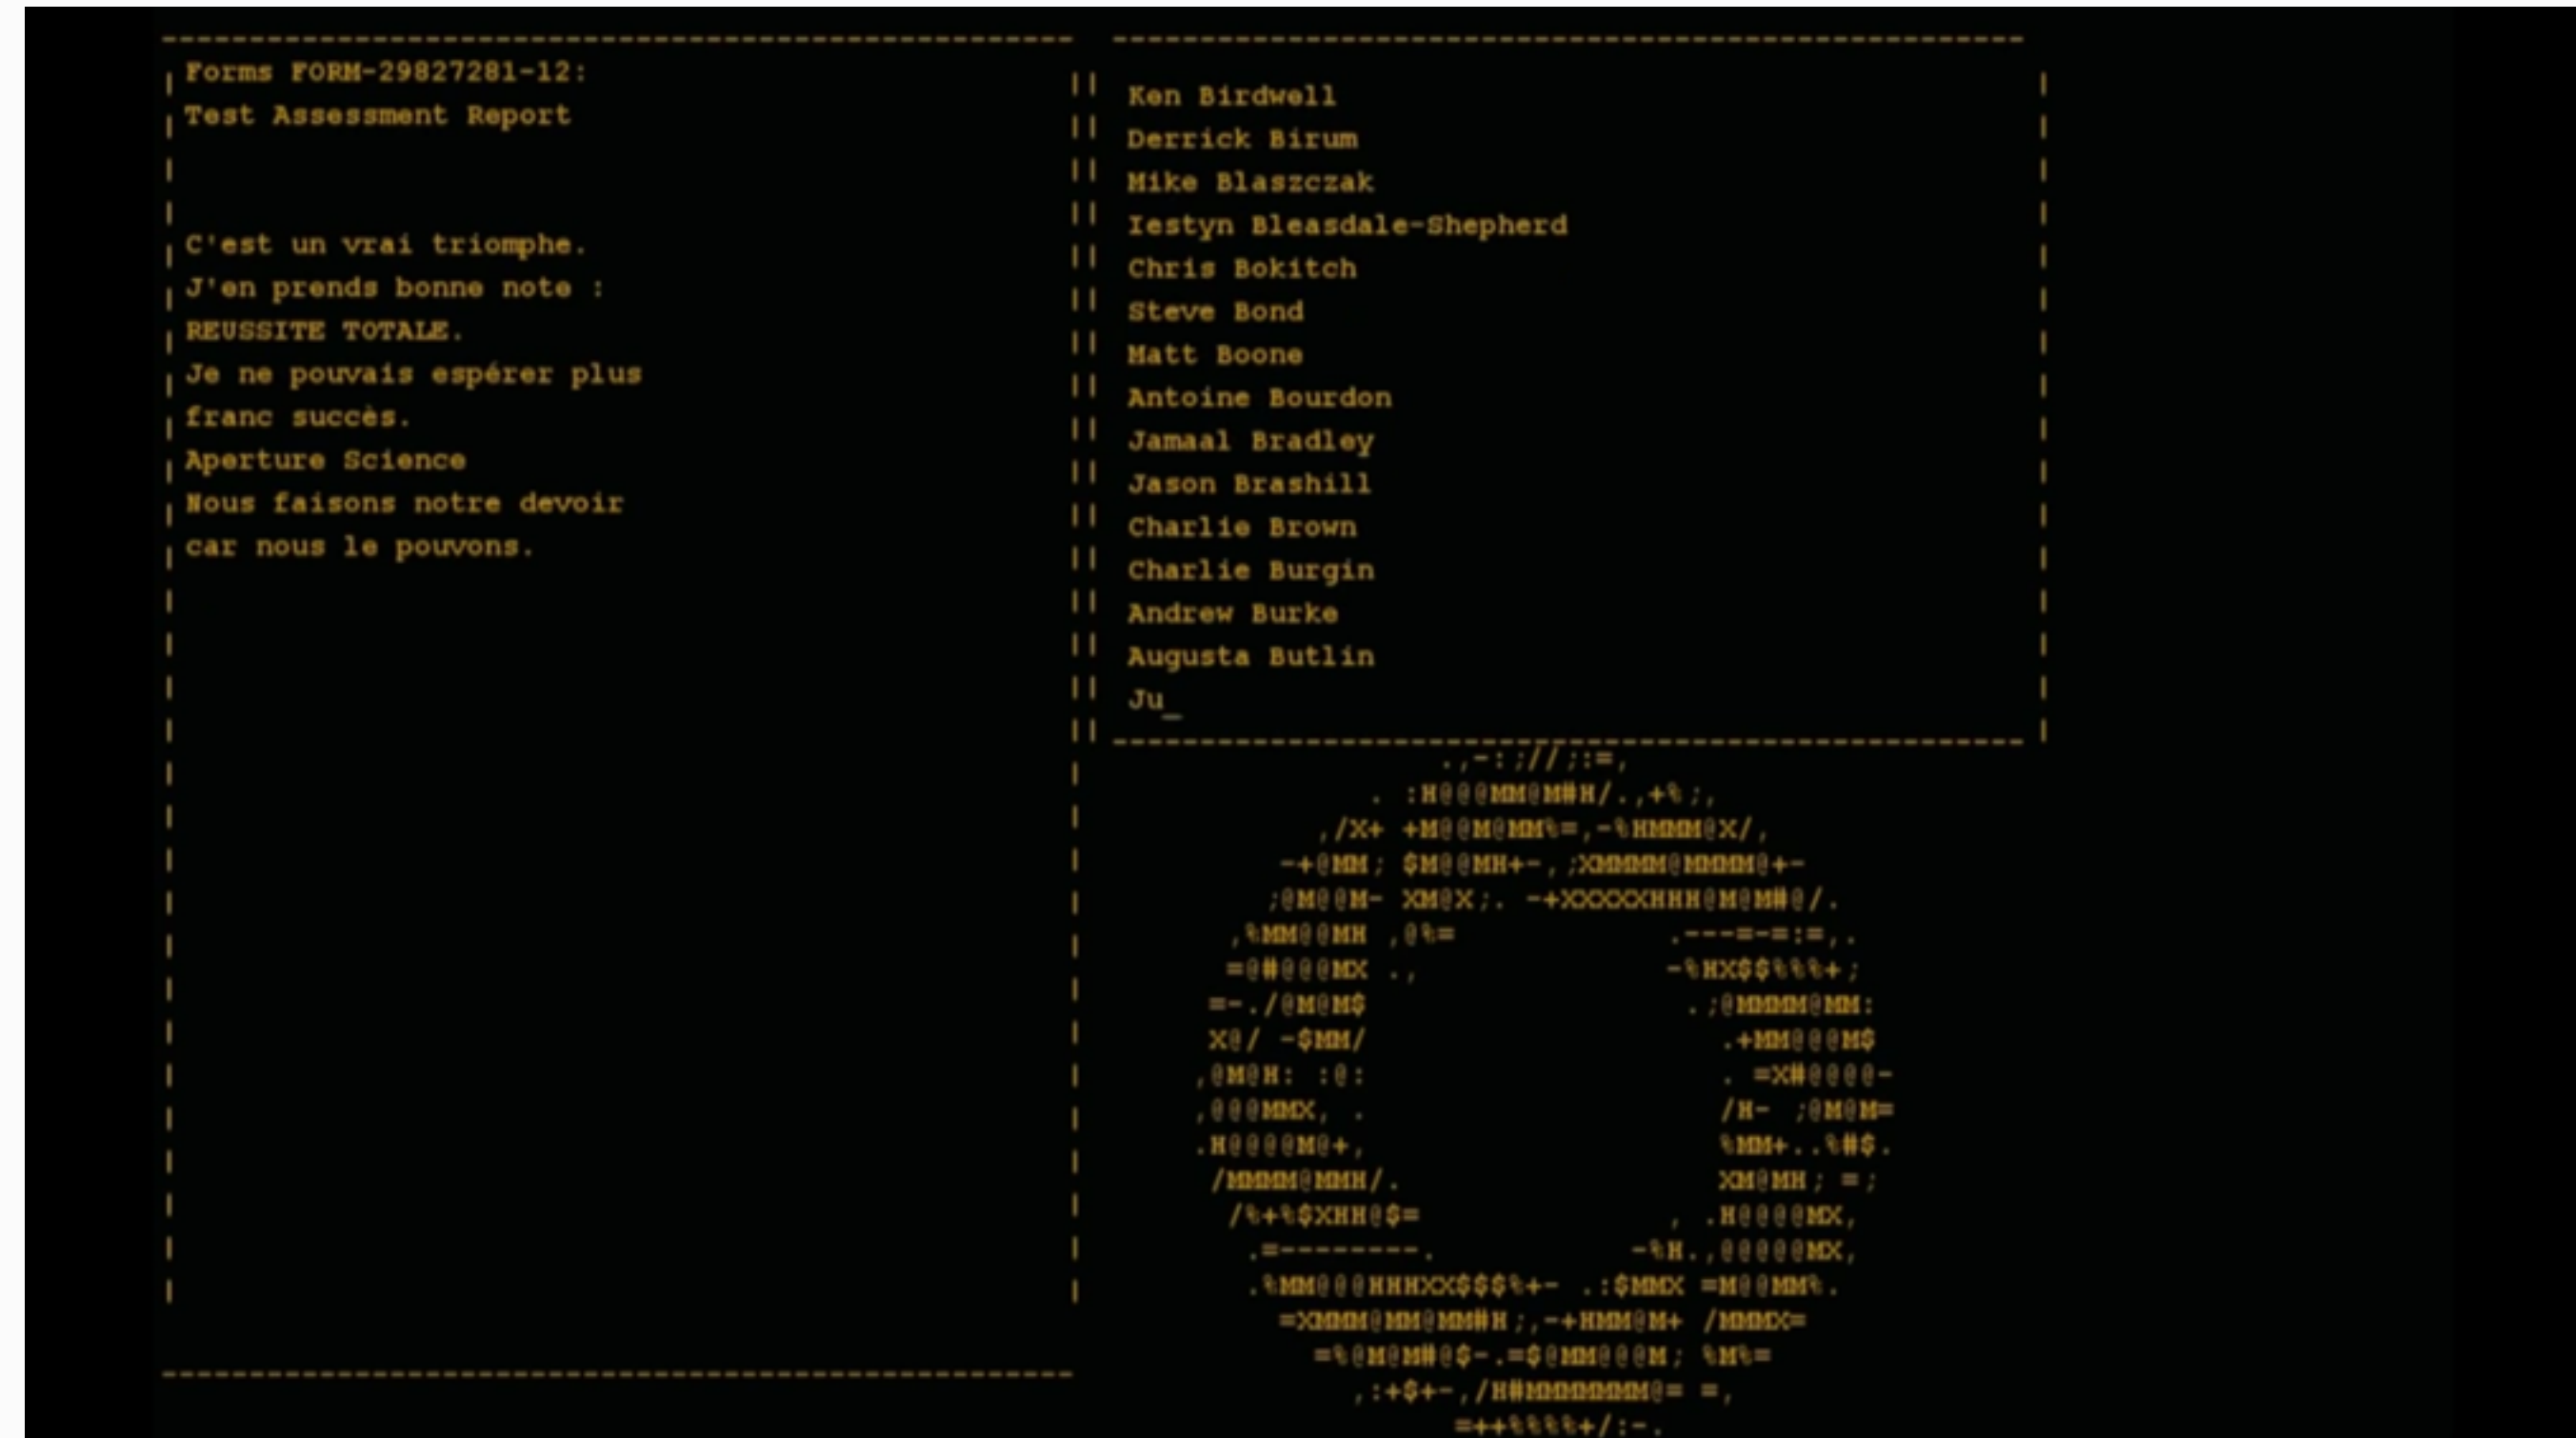 Forms FORM-29827281-12:
Test Assessment Report
C'est un vrai triomphe.
J'en prends bonne note :
REUSSITE TOTALE.
Je ne pouvais espérer plus
franc succès.
Aperture Science
Nous faisons notre devoir
car nous le pouvons.
Ken Birdwell
Derrick Birum
Mike Blaszczak
Iestyn Bleasdale-Shepherd
Chris Bokitch
Steve Bond
Matt Boone
Antoine Bourdon
Jamaal Bradley
Jason Brashill
Charlie Brown
Charlie Burgin
Andrew Burke
Augusta Butlin
Ju_